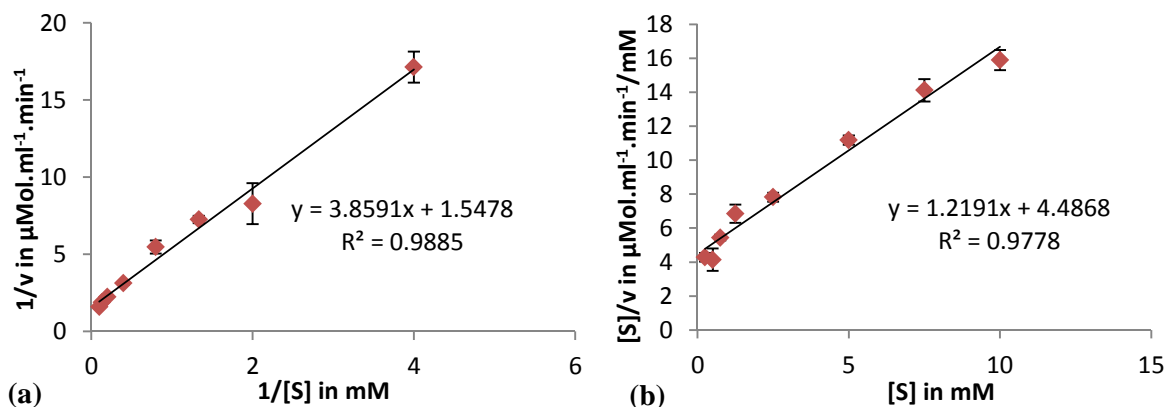 20
15
10
5
0
0 2 4 6
1/v in µMol.ml⁻¹.min⁻¹
1/[S] in mM
y = 3.8591x + 1.5478
R² = 0.9885
(a)
18
16
14
12
10
8
6
4
2
0
0 5 10 15
[S]/v in µMol.ml⁻¹.min⁻¹/mM
[S] in mM
y = 1.2191x + 4.4868
R² = 0.9778
(b)